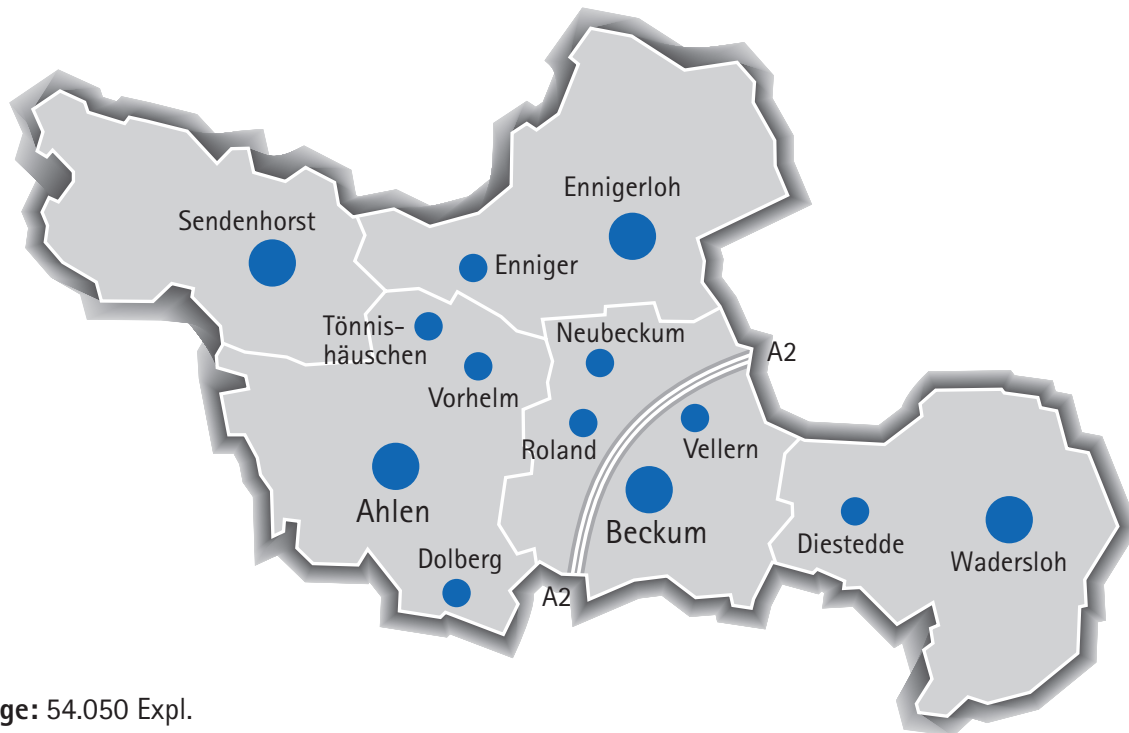 Ennigerloh
Sendenhorst
Enniger
Tönnis-
häuschen
Neubeckum
A2
Vorhelm
Roland
Vellern
Ahlen
Beckum
Diestedde
Wadersloh
Dolberg
A2
ge: 54.050 Expl.